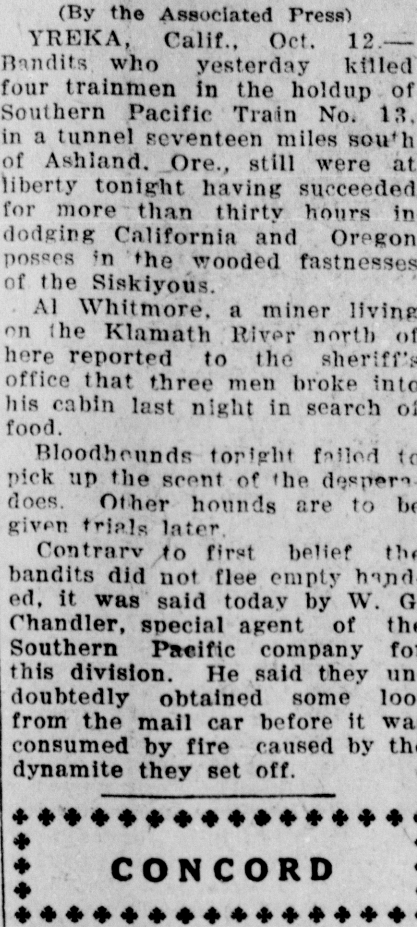 (By the Associated Press)
YREKA, Calif., Oct. 12.—
Bandits who yesterday killed
four trainmen in the holdup of
Southern Pacific Train No. 13,
in a tunnel seventeen miles south
of Ashland, Ore., still were at
liberty tonight having succeeded
for more than thirty hours in
dodging California and Oregon
posses in the wooded fastnesses
of the Siskiyous.
Al Whitmore, a miner living
on the Klamath River north of
here reported to the sheriff's
office that three men broke into
his cabin last night in search of
food.
Bloodhounds tonight failed to
pick up the scent of the despera-
does. Other hounds are to be
given trials later.
Contrary to first belief the
bandits did not flee empty hand-
ed, it was said today by W. G
Chandler, special agent of the
Southern Pacific company for
this division. He said they un
doubtedly obtained some loo
from the mail car before it wa
consumed by fire caused by the
dynamite they set off.
CONCORD